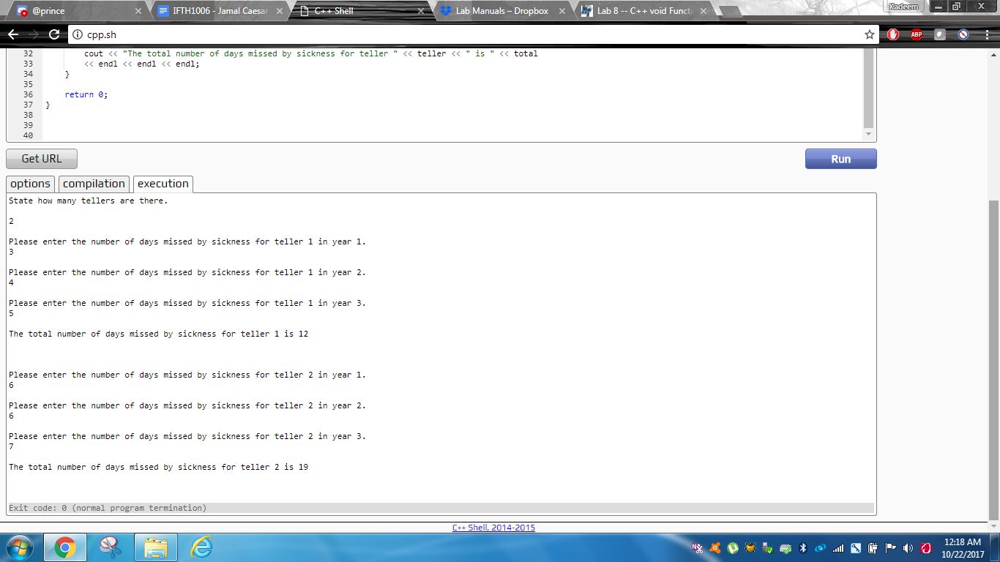 @prince
IFTH1006 - Jamal Caesar
C++ Shell
Lab Manuals – Dropbox
Lab 8 -- C++ void Functi
Kadeem
cpp.sh
ABP
32 cout << "The total number of days missed by sickness for teller " << teller << " is " << total
33 << endl << endl << endl;
34 }
35
36 return 0;
37 }
38
39
40
Get URL
Run
options
compilation
execution
State how many tellers are there.
2
Please enter the number of days missed by sickness for teller 1 in year 1.
3
Please enter the number of days missed by sickness for teller 1 in year 2.
4
Please enter the number of days missed by sickness for teller 1 in year 3.
5
The total number of days missed by sickness for teller 1 is 12
Please enter the number of days missed by sickness for teller 2 in year 1.
6
Please enter the number of days missed by sickness for teller 2 in year 2.
6
Please enter the number of days missed by sickness for teller 2 in year 3.
7
The total number of days missed by sickness for teller 2 is 19
Exit code: 0 (normal program termination)
C++ Shell, 2014-2015
12:18 AM
10/22/2017